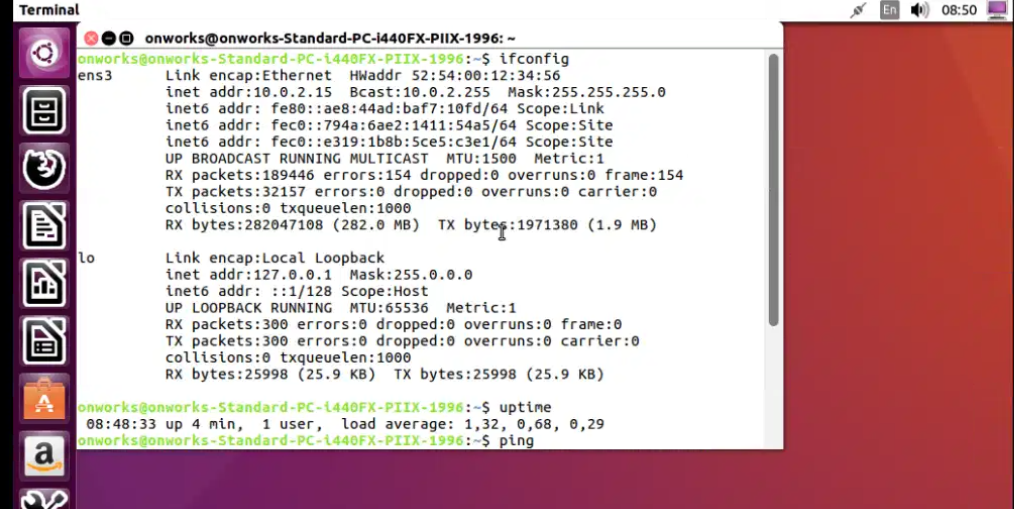 Terminal
En
08:50
onworks@onworks-Standard-PC-i440FX-PIIX-1996: ~
onworks@onworks-Standard-PC-i440FX-PIIX-1996:~$ ifconfig
ens3 Link encap:Ethernet HWaddr 52:54:00:12:34:56
inet addr:10.0.2.15 Bcast:10.0.2.255 Mask:255.255.255.0
inet6 addr: fe80::ae8:44ad:baf7:10fd/64 Scope:Link
inet6 addr: fec0::794a:6ae2:1411:54a5/64 Scope:Site
inet6 addr: fec0::e319:1b8b:5ce5:c3e1/64 Scope:Site
UP BROADCAST RUNNING MULTICAST MTU:1500 Metric:1
RX packets:189446 errors:154 dropped:0 overruns:0 frame:154
TX packets:32157 errors:0 dropped:0 overruns:0 carrier:0
collisions:0 txqueuelen:1000
RX bytes:282047108 (282.0 MB) TX bytes:1971380 (1.9 MB)
lo Link encap:Local Loopback
inet addr:127.0.0.1 Mask:255.0.0.0
inet6 addr: ::1/128 Scope:Host
UP LOOPBACK RUNNING MTU:65536 Metric:1
RX packets:300 errors:0 dropped:0 overruns:0 frame:0
TX packets:300 errors:0 dropped:0 overruns:0 carrier:0
collisions:0 txqueuelen:1000
RX bytes:25998 (25.9 KB) TX bytes:25998 (25.9 KB)
onworks@onworks-Standard-PC-i440FX-PIIX-1996:~$ uptime
08:48:33 up 4 min, 1 user, load average: 1,32, 0,68, 0,29
onworks@onworks-Standard-PC-i440FX-PIIX-1996:~$ ping